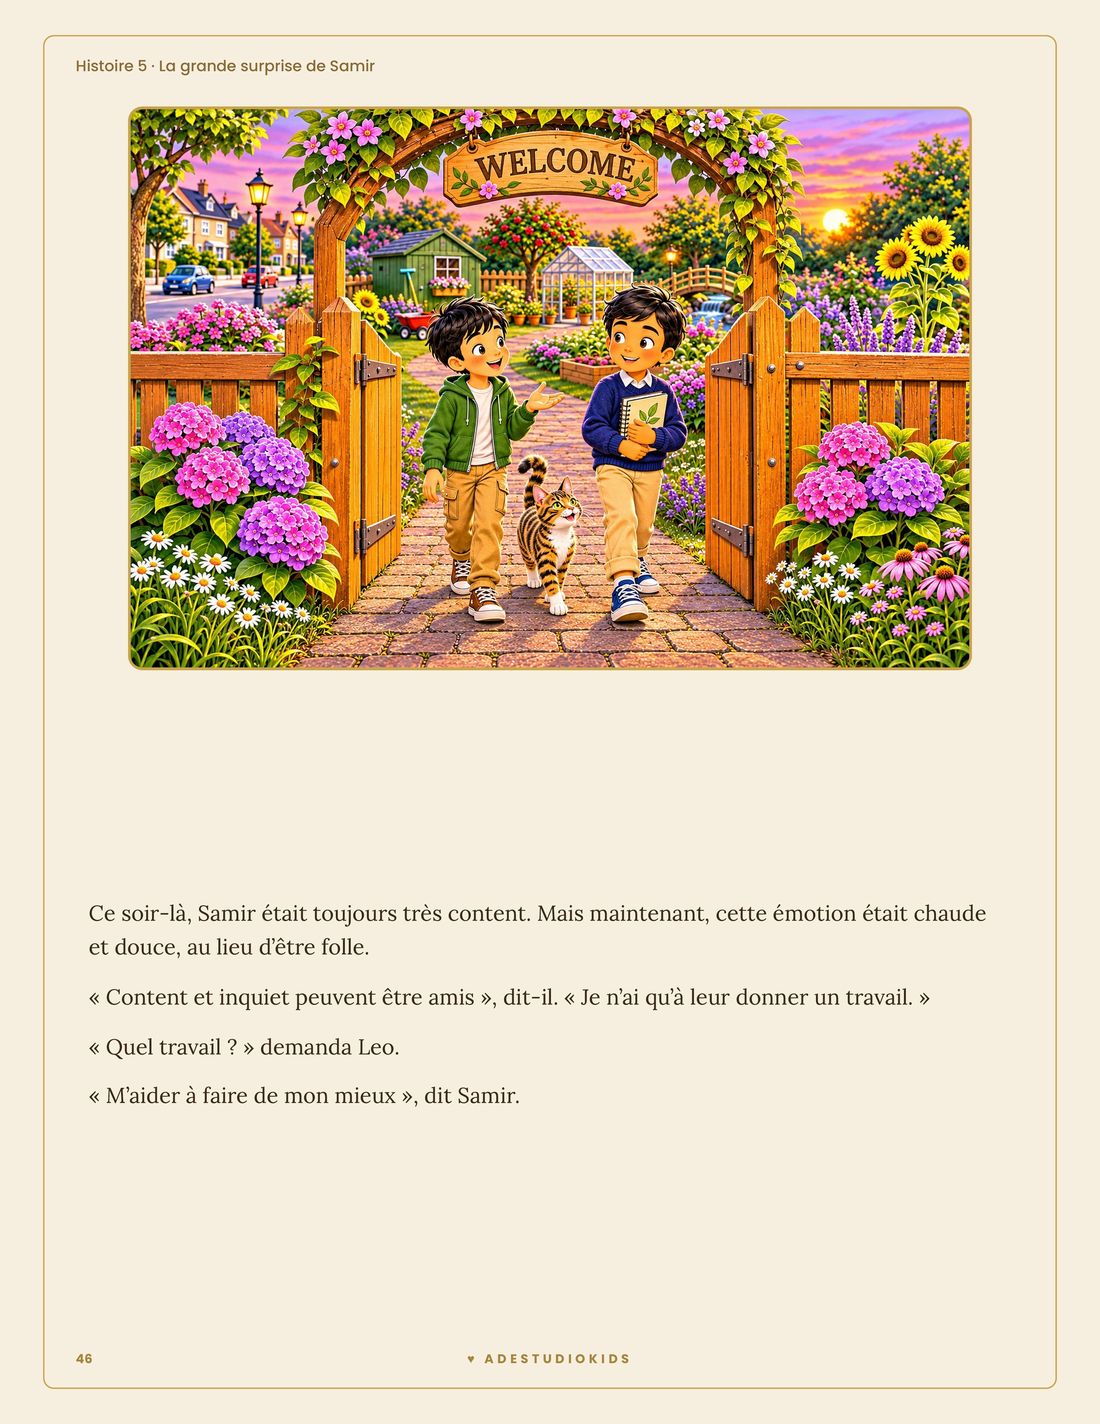 Histoire 5 · La grande surprise de Samir
WELCOME
Ce soir-là, Samir était toujours très content. Mais maintenant, cette émotion était chaude
et douce, au lieu d’être folle.
« Content et inquiet peuvent être amis », dit-il. « Je n’ai qu’à leur donner un travail. »
« Quel travail ? » demanda Leo.
« M’aider à faire de mon mieux », dit Samir.
46
♥ ADESTUDIOKIDS